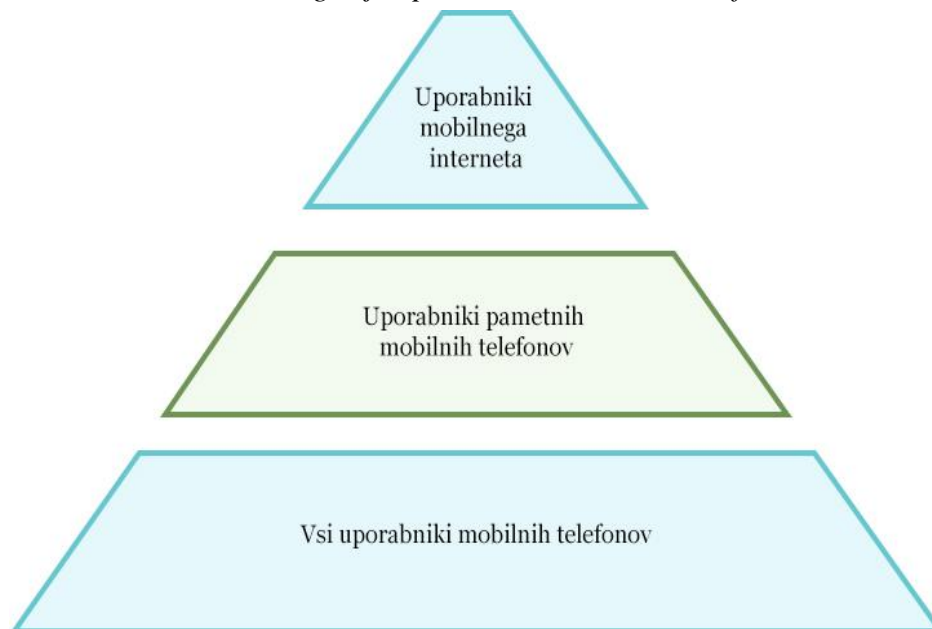 Uporabniki
mobilnega
interneta
Uporabniki pametnih
mobilnih telefonov
Vsi uporabniki mobilnih telefonov